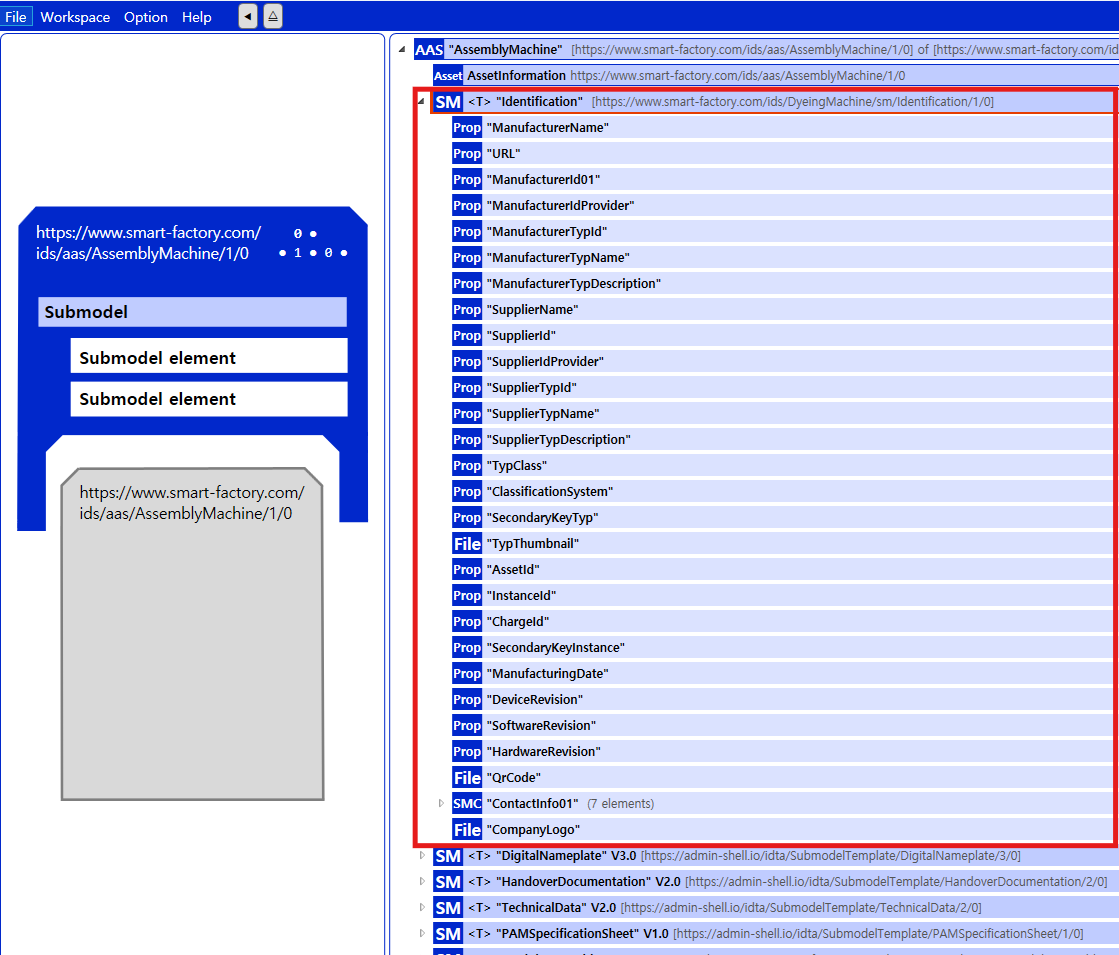 File Workspace Option Help
https://www.smart-factory.com/
ids/aas/AssemblyMachine/1/0
0
1 0
Submodel
Submodel element
Submodel element
https://www.smart-factory.com/
ids/aas/AssemblyMachine/1/0
AAS "AssemblyMachine" [https://www.smart-factory.com/ids/aas/AssemblyMachine/1/0] of [https://www.smart-factory.com/id
Asset AssetInformation https://www.smart-factory.com/ids/aas/AssemblyMachine/1/0
SM <T> "Identification" [https://www.smart-factory.com/ids/DyeingMachine/sm/Identification/1/0]
Prop "ManufacturerName"
Prop "URL"
Prop "ManufacturerId01"
Prop "ManufacturerIdProvider"
Prop "ManufacturerTypId"
Prop "ManufacturerTypName"
Prop "ManufacturerTypDescription"
Prop "SupplierName"
Prop "SupplierId"
Prop "SupplierIdProvider"
Prop "SupplierTypId"
Prop "SupplierTypName"
Prop "SupplierTypDescription"
Prop "TypClass"
Prop "ClassificationSystem"
Prop "SecondaryKeyTyp"
File "TypThumbnail"
Prop "AssetId"
Prop "InstanceId"
Prop "ChargeId"
Prop "SecondaryKeyInstance"
Prop "ManufacturingDate"
Prop "DeviceRevision"
Prop "SoftwareRevision"
Prop "HardwareRevision"
File "QrCode"
SMC "ContactInfo01" (7 elements)
File "CompanyLogo"
SM <T> "DigitalNameplate" V3.0 [https://admin-shell.io/idta/SubmodelTemplate/DigitalNameplate/3/0]
SM <T> "HandoverDocumentation" V2.0 [https://admin-shell.io/idta/SubmodelTemplate/HandoverDocumentation/2/0]
SM <T> "TechnicalData" V2.0 [https://admin-shell.io/idta/SubmodelTemplate/TechnicalData/2/0]
SM <T> "PAMSpecificationSheet" V1.0 [https://admin-shell.io/idta/SubmodelTemplate/PAMSpecificationSheet/1/0]